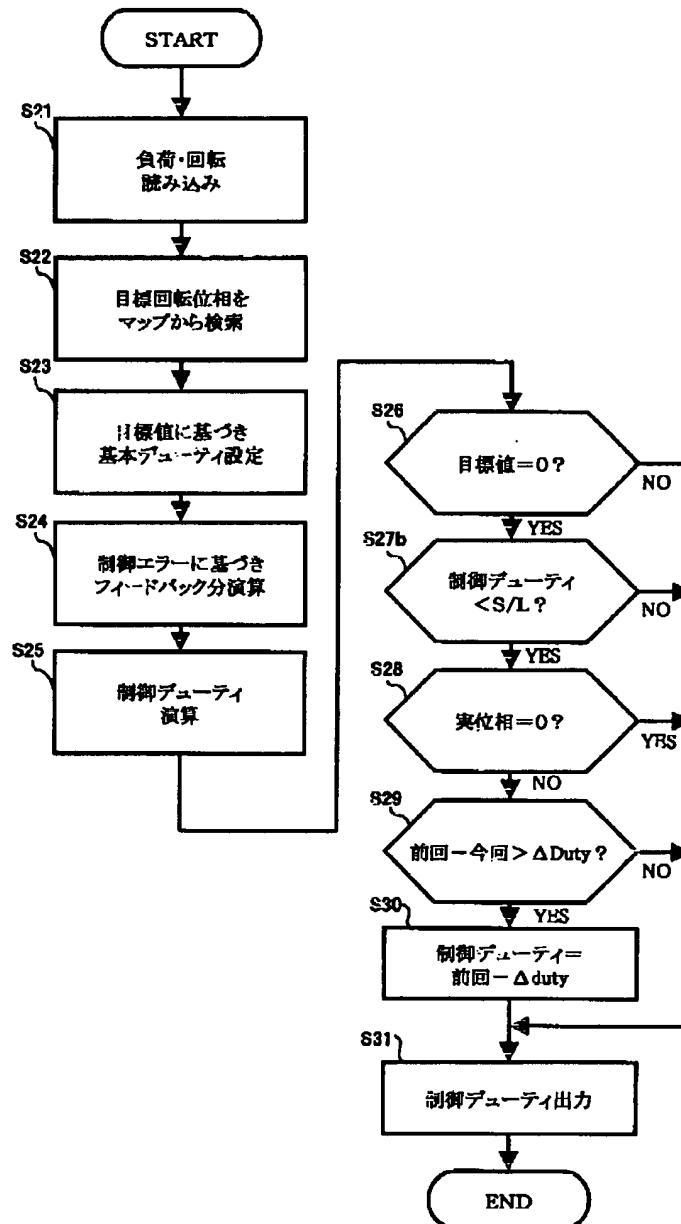 START
S21
負荷・回転
読み込み
S22
目標回転位相を
マップから検索
S23
目標値に基づき
基本デューティ設定
S24
制御エラーに基づき
フィードバック分演算
S25
制御デューティ
演算
S26
目標値=0?
NO
YES
S27b
制御デューティ
<S/L?
NO
YES
S28
実位相=0?
YES
NO
S29
前回-今回>ΔDuty?
NO
YES
S30
制御デューティ=
前回-Δduty
S31
制御デューティ出力
END